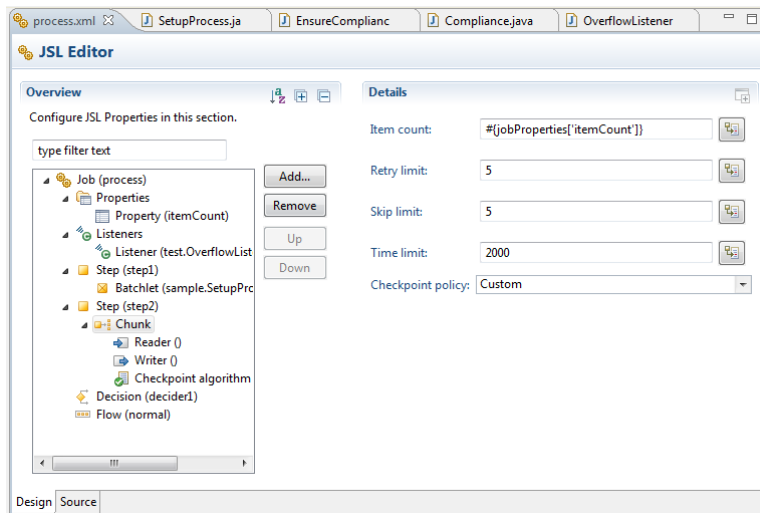 process.xml SetupProcess.ja EnsureComplianc Compliance.java OverflowListener
JSL Editor
Overview
Configure JSL Properties in this section.
type filter text
Job (process)
Properties
Property (itemCount)
Listeners
Listener (test.OverflowList
Step (step1)
Batchlet (sample.SetupPro
Step (step2)
Chunk
Reader ()
Writer ()
Checkpoint algorithm
Decision (decider1)
Flow (normal)
Add...
Remove
Up
Down
Details
Item count: #{jobProperties['itemCount']}
Retry limit: 5
Skip limit: 5
Time limit: 2000
Checkpoint policy: Custom
Design Source